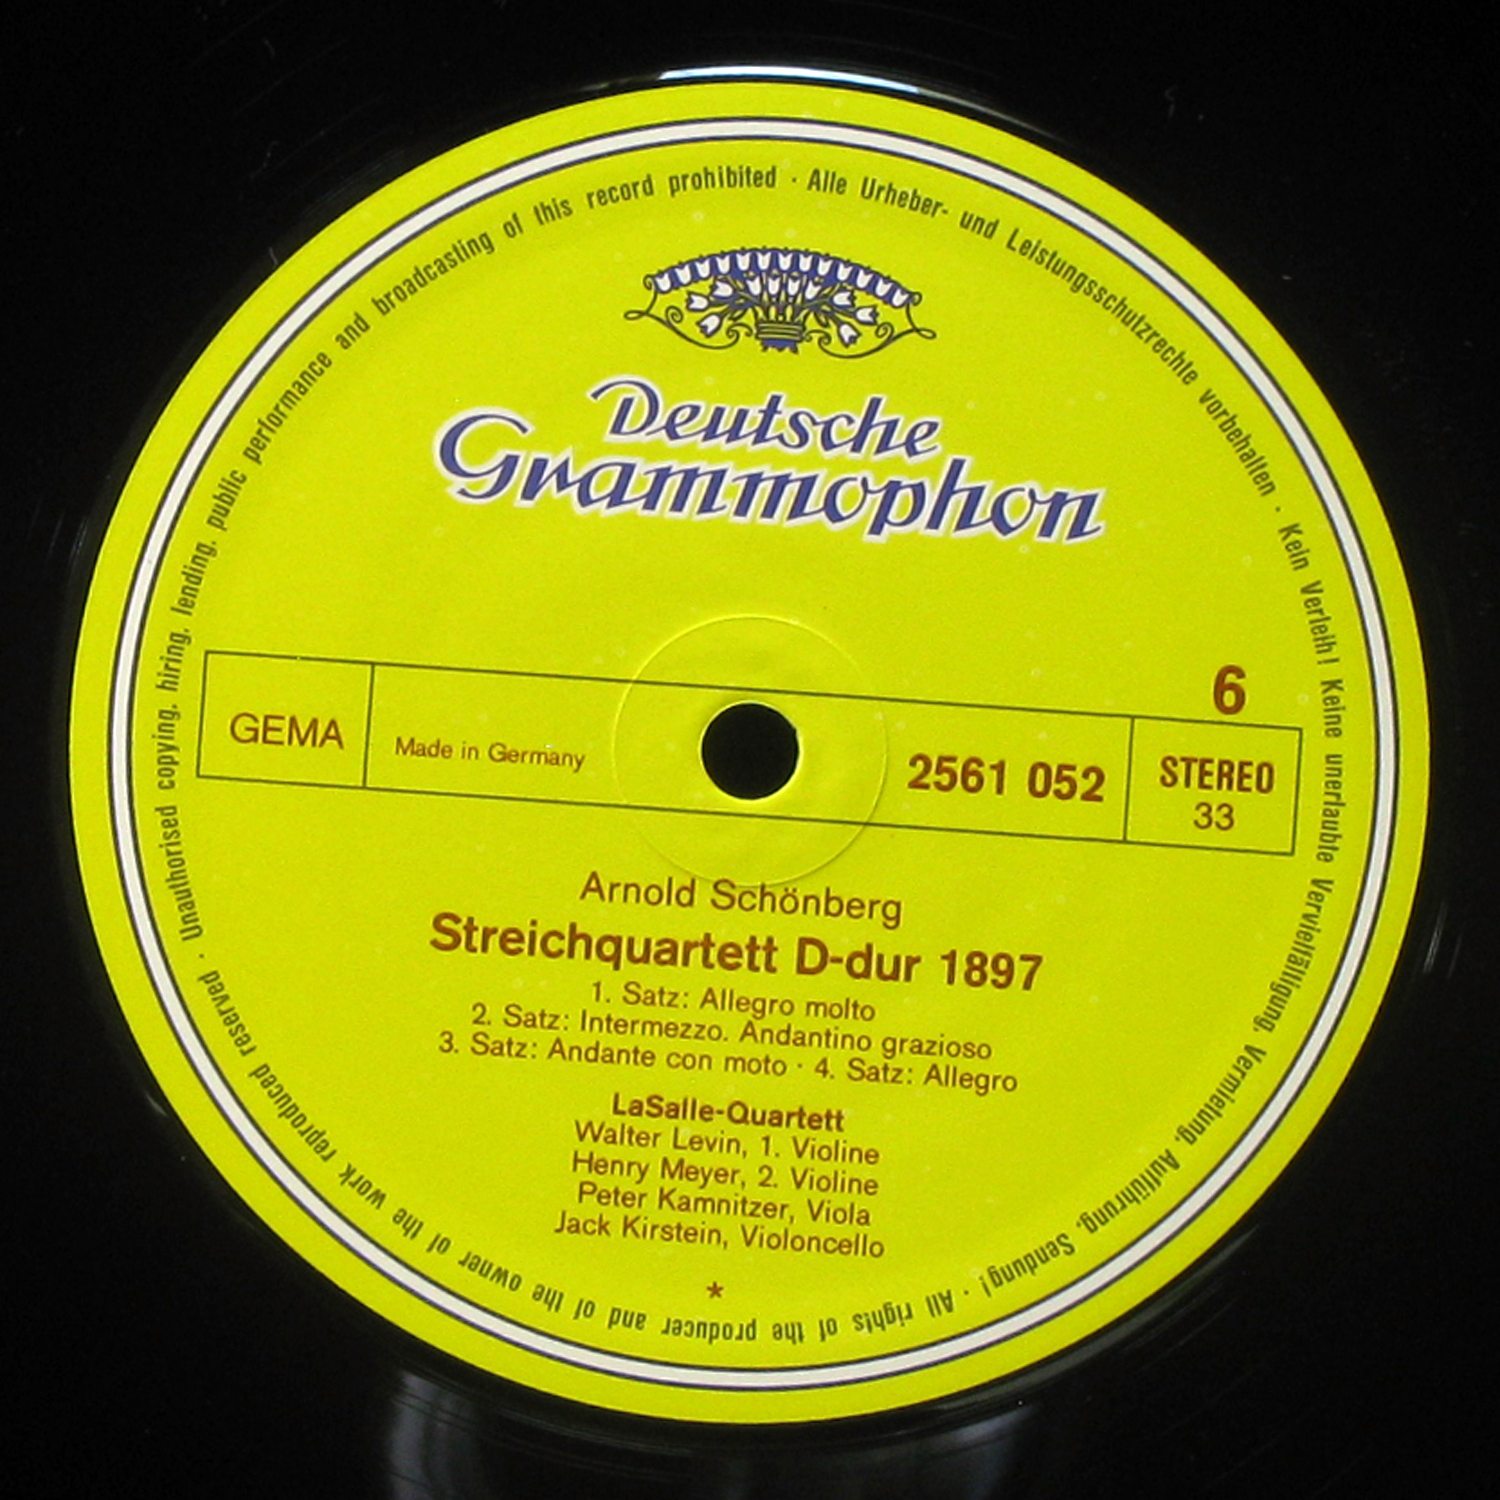 Alle Urheber- und Leistungsschutzrechte vorbehalten · Kein Verleih! Keine unerlaubte Vervielfältigung, Vermietung, Aufführung, Sendung! · All rights of the producer and of the owner of the work reproduced reserved · Unauthorised copying, hiring, lending, public performance and broadcasting of this record prohibited ·
Deutsche
Grammophon
6
GEMA
Made in Germany
2561 052
STEREO
33
Arnold Schönberg
Streichquartett D-dur 1897
1. Satz: Allegro molto
2. Satz: Intermezzo. Andantino grazioso
3. Satz: Andante con moto · 4. Satz: Allegro
LaSalle-Quartett
Walter Levin, 1. Violine
Henry Meyer, 2. Violine
Peter Kamnitzer, Viola
Jack Kirstein, Violoncello
*